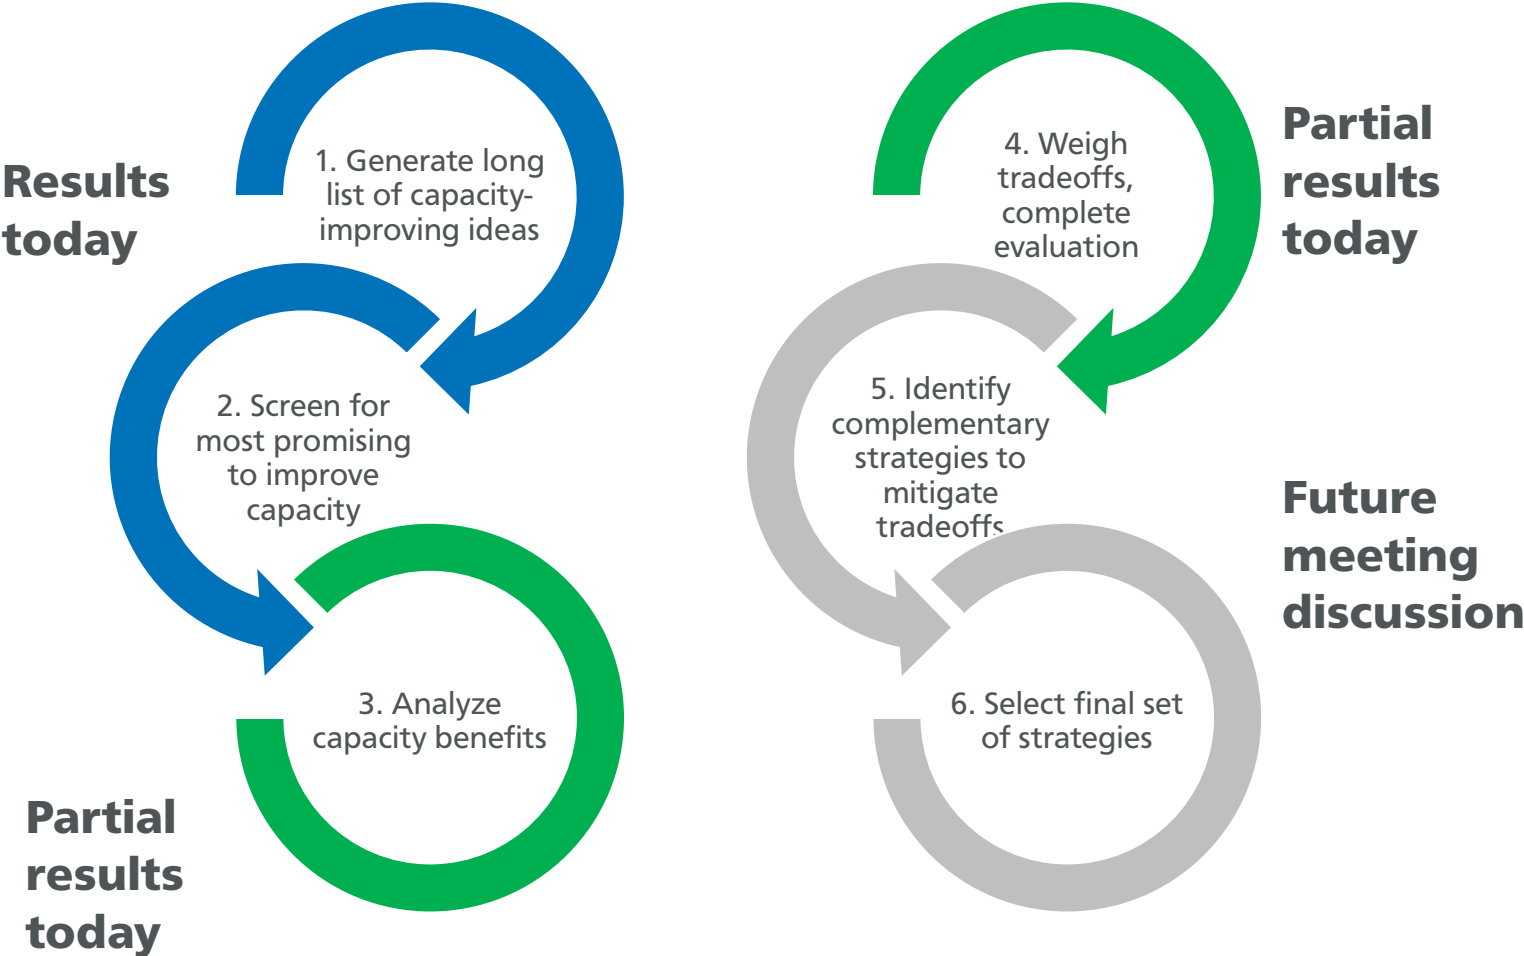 Results
today
1. Generate long
list of capacity-
improving ideas
2. Screen for
most promising
to improve
capacity
3. Analyze
capacity benefits
Partial
results
today
4. Weigh
tradeoffs,
complete
evaluation
Partial
results
today
5. Identify
complementary
strategies to
mitigate
tradeoffs
Future
meeting
discussion
6. Select final set
of strategies